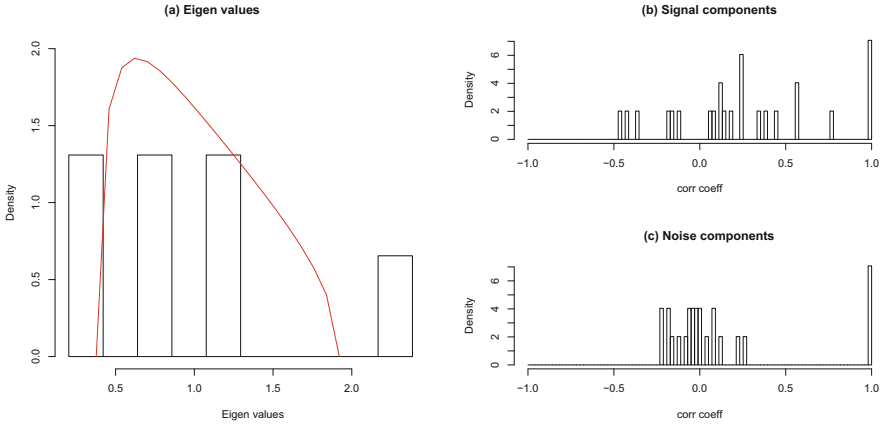 (a) Eigen values
Density
0.0 0.5 1.0 1.5 2.0
0.5 1.0 1.5 2.0
Eigen values
(b) Signal components
Density
0 2 4 6
−1.0 −0.5 0.0 0.5 1.0
corr coeff
(c) Noise components
Density
0 2 4 6
−1.0 −0.5 0.0 0.5 1.0
corr coeff